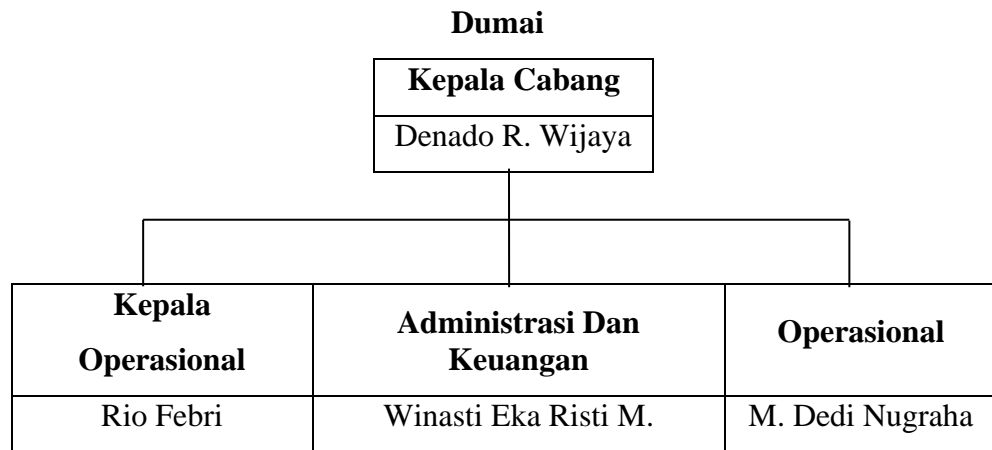 Dumai
Kepala Cabang
Denado R. Wijaya
Kepala
Operasional
Administrasi Dan
Keuangan
Operasional
Rio Febri
Winasti Eka Risti M.
M. Dedi Nugraha